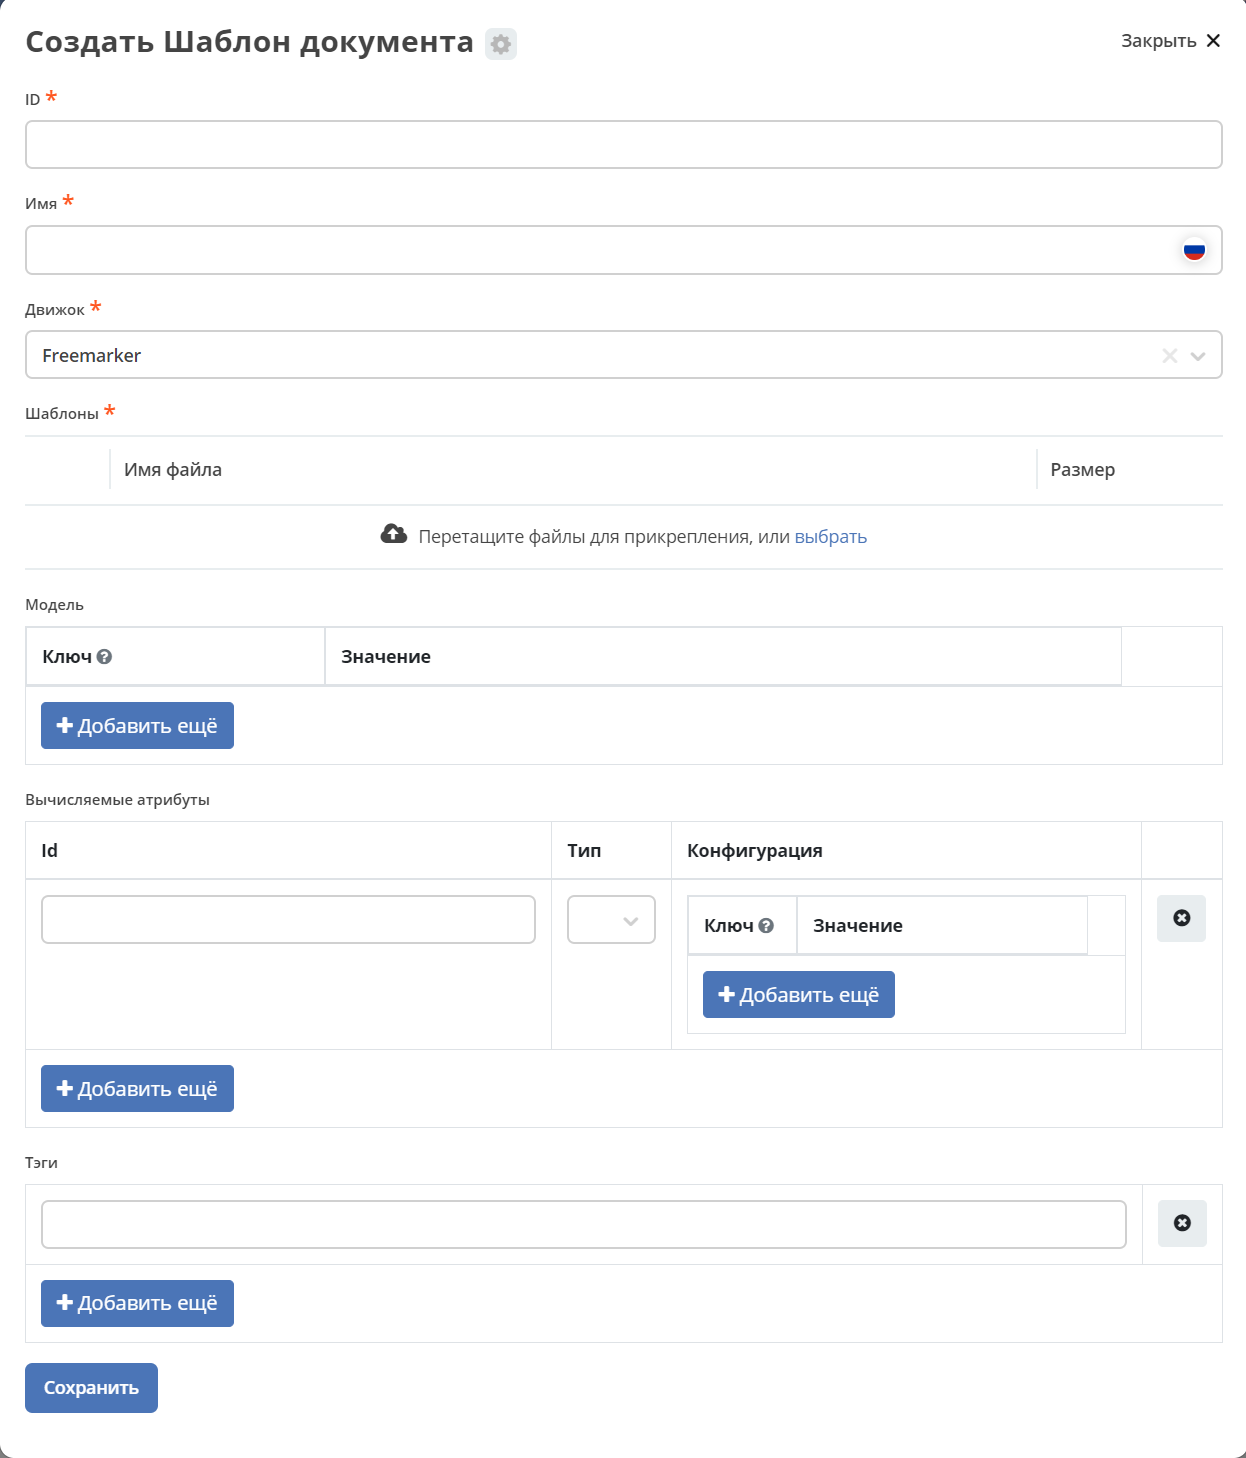 Создать Шаблон документа
Закрыть
ID *
Имя *
Движок *
Freemarker
Шаблоны *
Имя файла Размер
Перетащите файлы для прикрепления, или выбрать
Модель
Ключ Значение
Добавить ещё
Вычисляемые атрибуты
Id Тип Конфигурация
Ключ Значение
Добавить ещё
Добавить ещё
Тэги
Добавить ещё
Сохранить